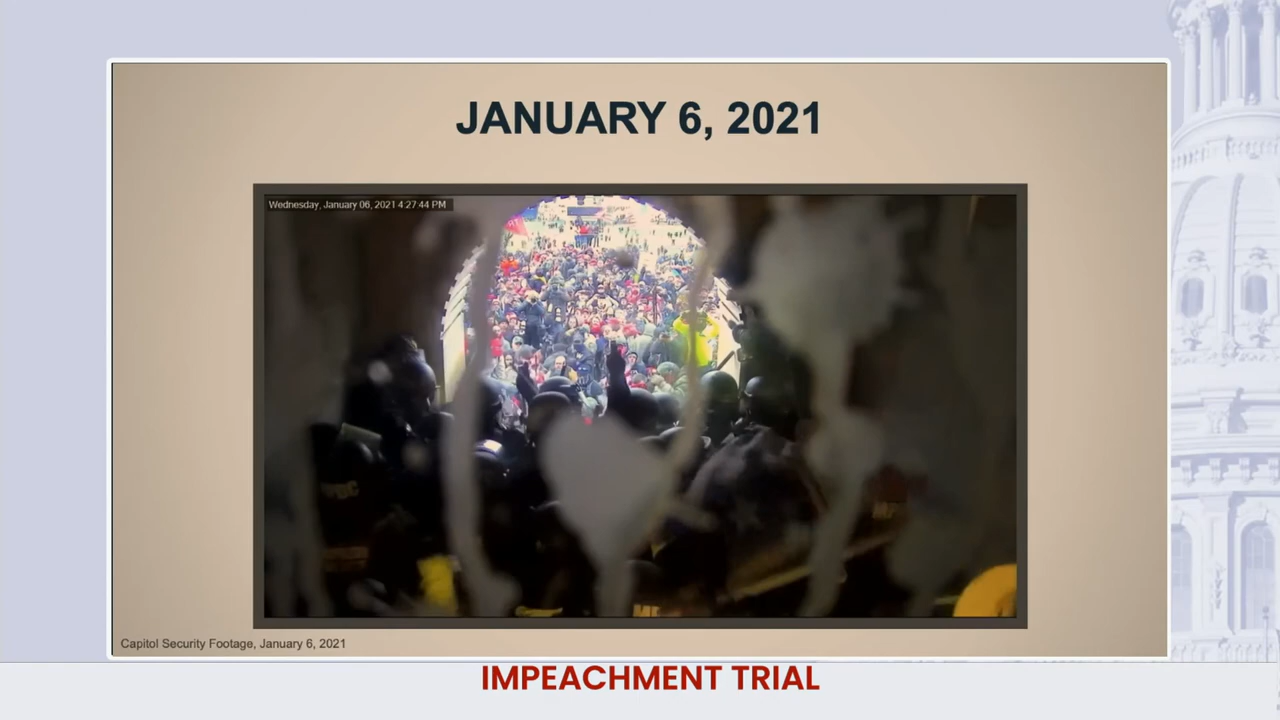 JANUARY 6, 2021
Wednesday, January 06, 2021 4:27:44 PM
Capitol Security Footage, January 6, 2021
IMPEACHMENT TRIAL